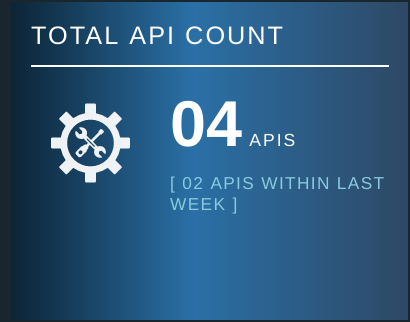 TOTAL API COUNT
04 APIS
[ 02 APIS WITHIN LAST
WEEK ]